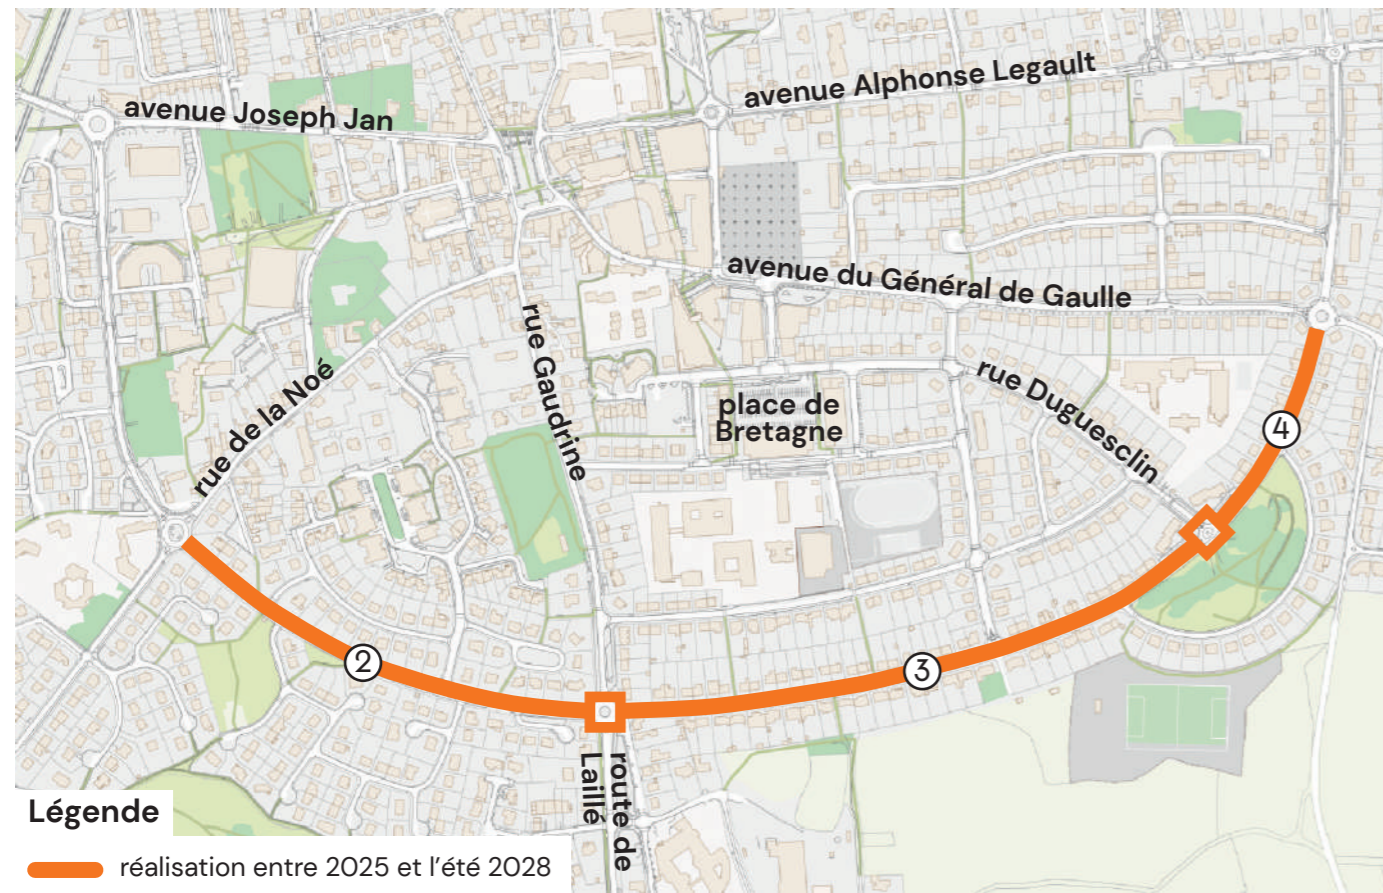 avenue Joseph Jan
avenue Alphonse Legault
avenue du Général de Gaulle
rue de la Noé
rue Gaudrine
place de
Bretagne
rue Duguesclin
4
2
3
route de
Laillé
Légende
réalisation entre 2025 et l’été 2028